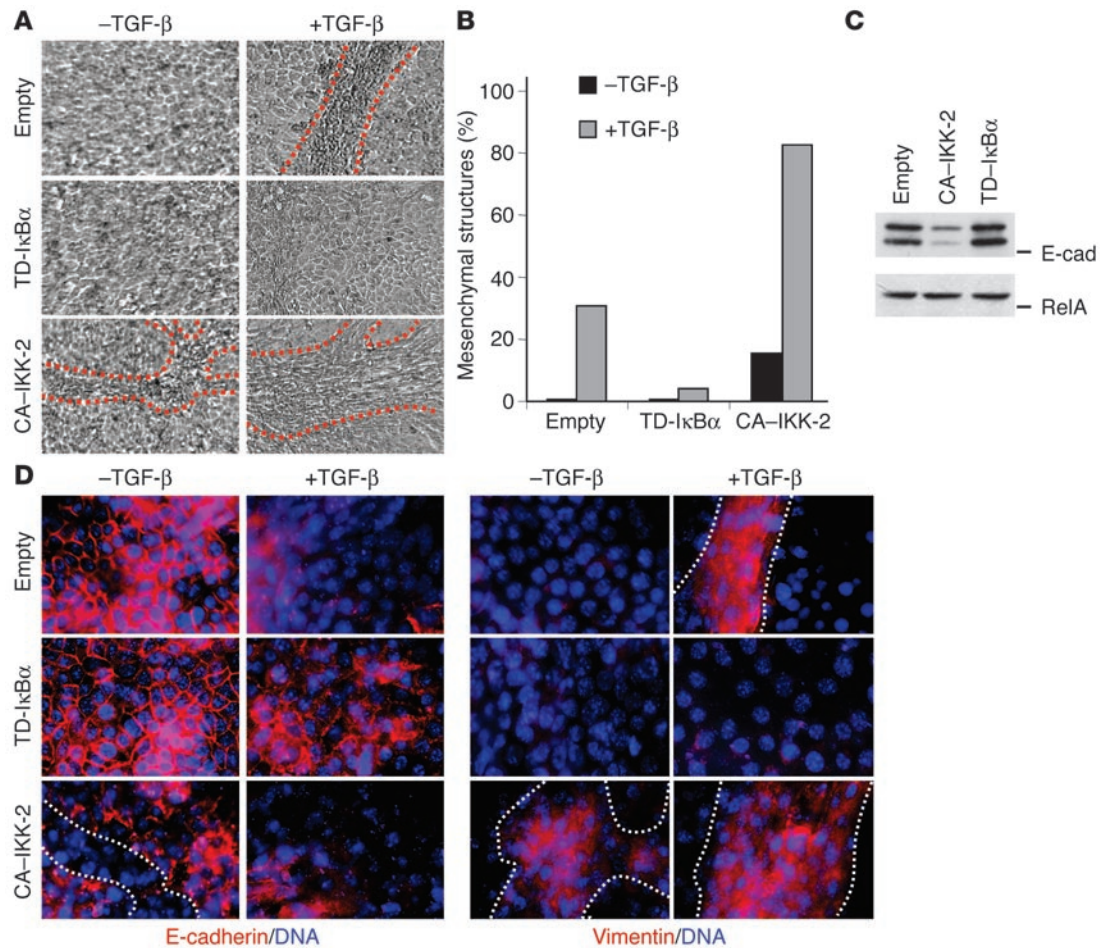 A
−TGF-β
+TGF-β
Empty
TD-IκBα
CA–IKK-2
B
Mesenchymal structures (%)
100
80
60
40
20
0
−TGF-β
+TGF-β
Empty
TD-IκBα
CA–IKK-2
C
Empty
CA–IKK-2
TD–IκBα
E-cad
RelA
D
−TGF-β
+TGF-β
−TGF-β
+TGF-β
Empty
TD-IκBα
CA–IKK-2
E-cadherin/DNA
Vimentin/DNA